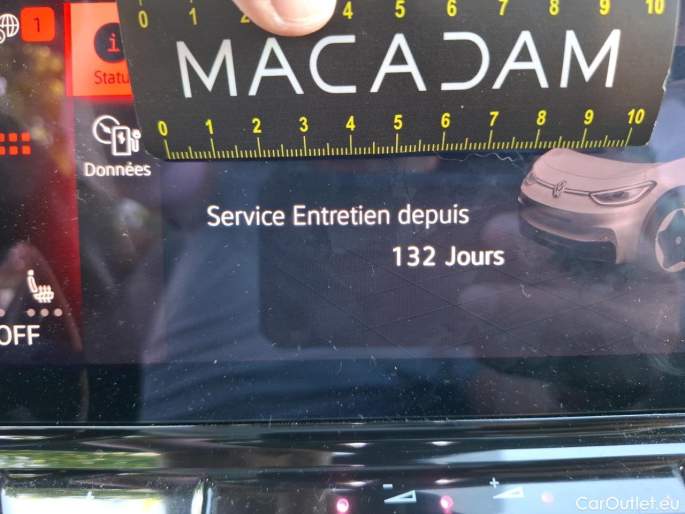 1
Statu
0 1 2 4 5 6 7 8 9 10
MACADAM
0 1 2 3 4 5 6 7 8 9 10
Données
Service Entretien depuis
132 Jours
OFF
- +
CarOutlet.eu